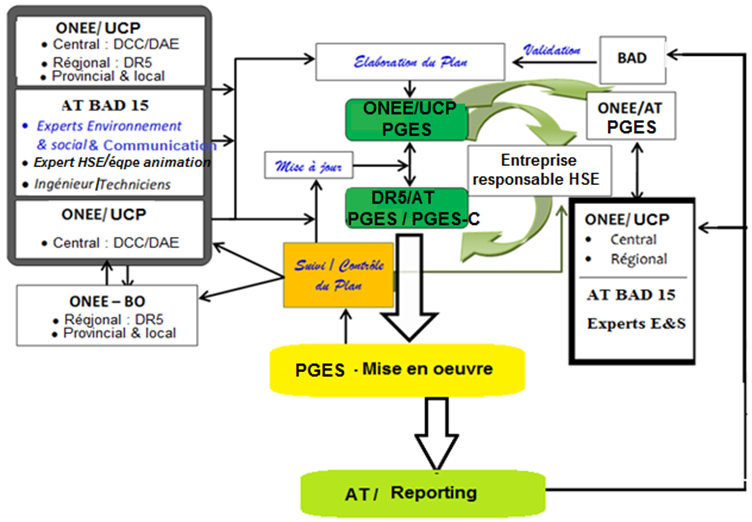 ONEE/UCP
• Central : DCC/DAE
• Réqional : DR5
• Provincial & local
AT BAD 15
• Experts Environnement
& social & Communication
• Expert HSE/éqpe animation
• Ingénieur/Techniciens
ONEE/ UCP
• Central : DCC/DAE
ONEE – BO
• Réqional : DR5
• Provincial & local
Elaboration du Plan
Validation
BAD
ONEE/UCP
PGES
ONEE/AT
PGES
Mise à jour
Entreprise
responsable HSE
DR5/AT
PGES / PGES-C
Suivi / Contrôle
du Plan
ONEE/ UCP
• Central
• Régional
AT BAD 15
Experts E&S
PGES - Mise en oeuvre
AT/ Reporting